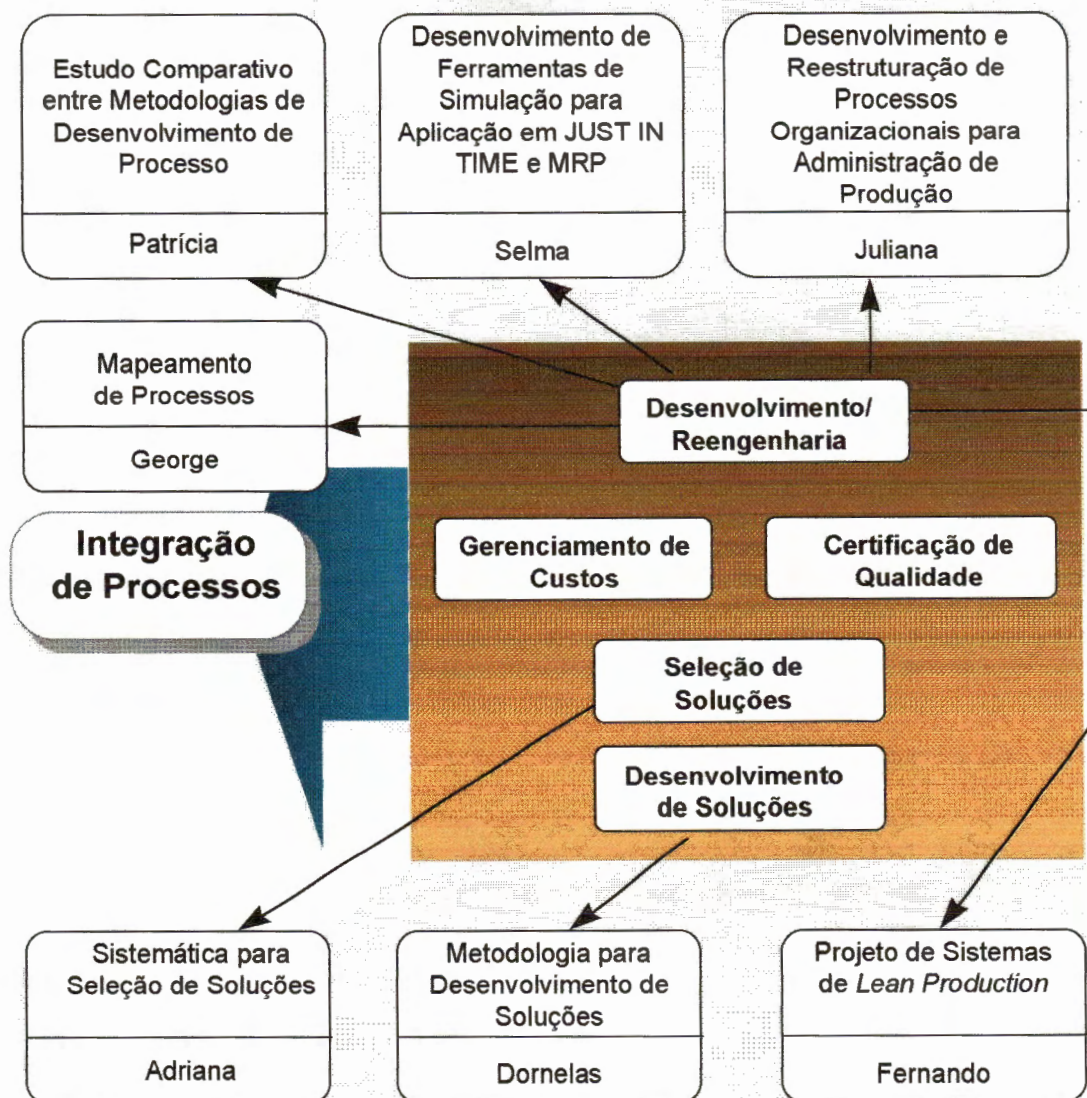 Estudo Comparativo
entre Metodologias de
Desenvolvimento de
Processo
Patrícia
Desenvolvimento de
Ferramentas de
Simulação para
Aplicação em JUST IN
TIME e MRP
Selma
Desenvolvimento e
Reestruturação de
Processos
Organizacionais para
Administração de
Produção
Juliana
Mapeamento
de Processos
George
Desenvolvimento/
Reengenharia
Integração
de Processos
Gerenciamento de
Custos
Certificação de
Qualidade
Seleção de
Soluções
Desenvolvimento
de Soluções
Sistemática para
Seleção de Soluções
Adriana
Metodologia para
Desenvolvimento de
Soluções
Dornelas
Projeto de Sistemas
de Lean Production
Fernando